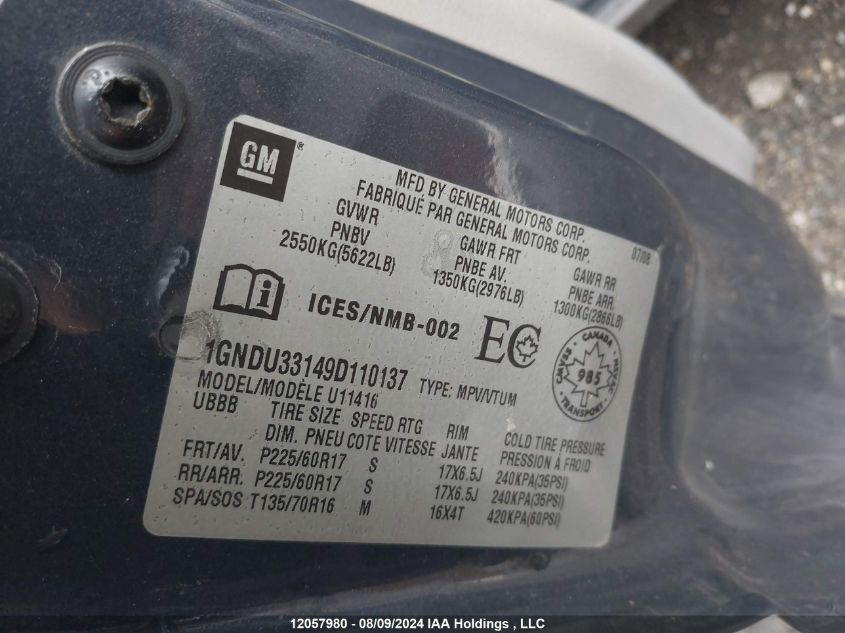 GM®
MFD BY GENERAL MOTORS CORP.
FABRIQUÉ PAR GENERAL MOTORS CORP.
07/08
GVWR
PNBV
2550KG(5622LB)
GAWR FRT
PNBE AV.
1350KG(2976LB)
GAWR RR
PNBE ARR.
1300KG(2866LB)
ICES/NMB-002
EC
CANADA
CMVSS
985
TRANSPORT
1GNDU33149D110137 TYPE: MPV/VTUM
MODEL/MODÈLE U11416
UBBB TIRE SIZE SPEED RTG RIM COLD TIRE PRESSURE
DIM. PNEU COTE VITESSE JANTE PRESSION À FROID
FRT/AV. P225/60R17 S 17X6.5J 240KPA(35PSI)
RR/ARR. P225/60R17 S 17X6.5J 240KPA(35PSI)
SPA/SOS T135/70R16 M 16X4T 420KPA(60PSI)
12057980 - 08/09/2024 IAA Holdings , LLC